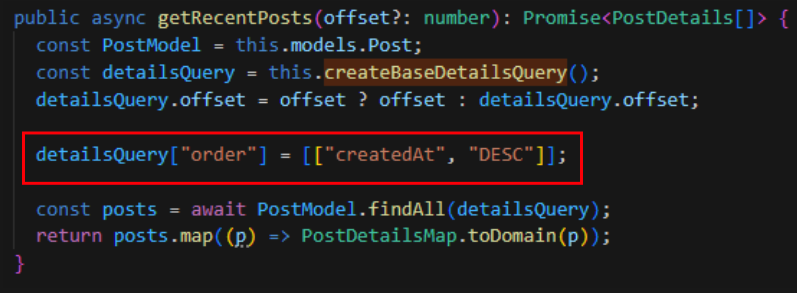 public async getRecentPosts(offset?: number): Promise<PostDetails[]> {
const PostModel = this.models.Post;
const detailsQuery = this.createBaseDetailsQuery();
detailsQuery.offset = offset ? offset : detailsQuery.offset;
detailsQuery["order"] = [["createdAt", "DESC"]];
const posts = await PostModel.findAll(detailsQuery);
return posts.map((p) => PostDetailsMap.toDomain(p));
}